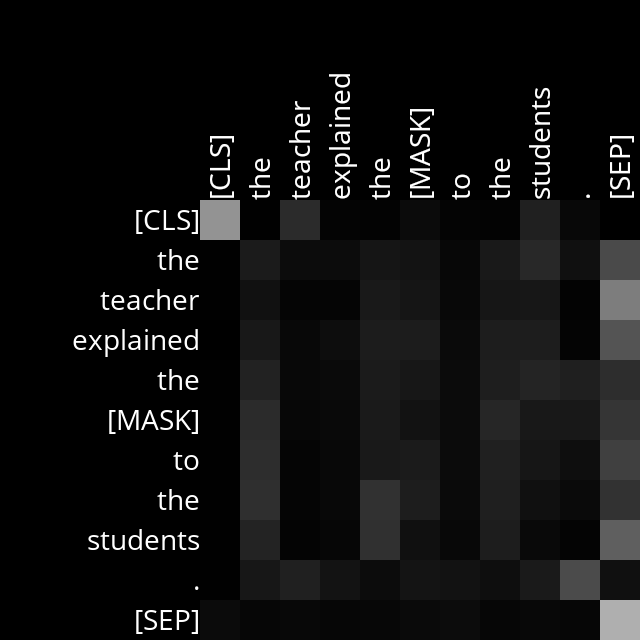 [CLS]
the
teacher
explained
the
[MASK]
to
the
students
.
[SEP]
[CLS]
the
teacher
explained
the
[MASK]
to
the
students
.
[SEP]